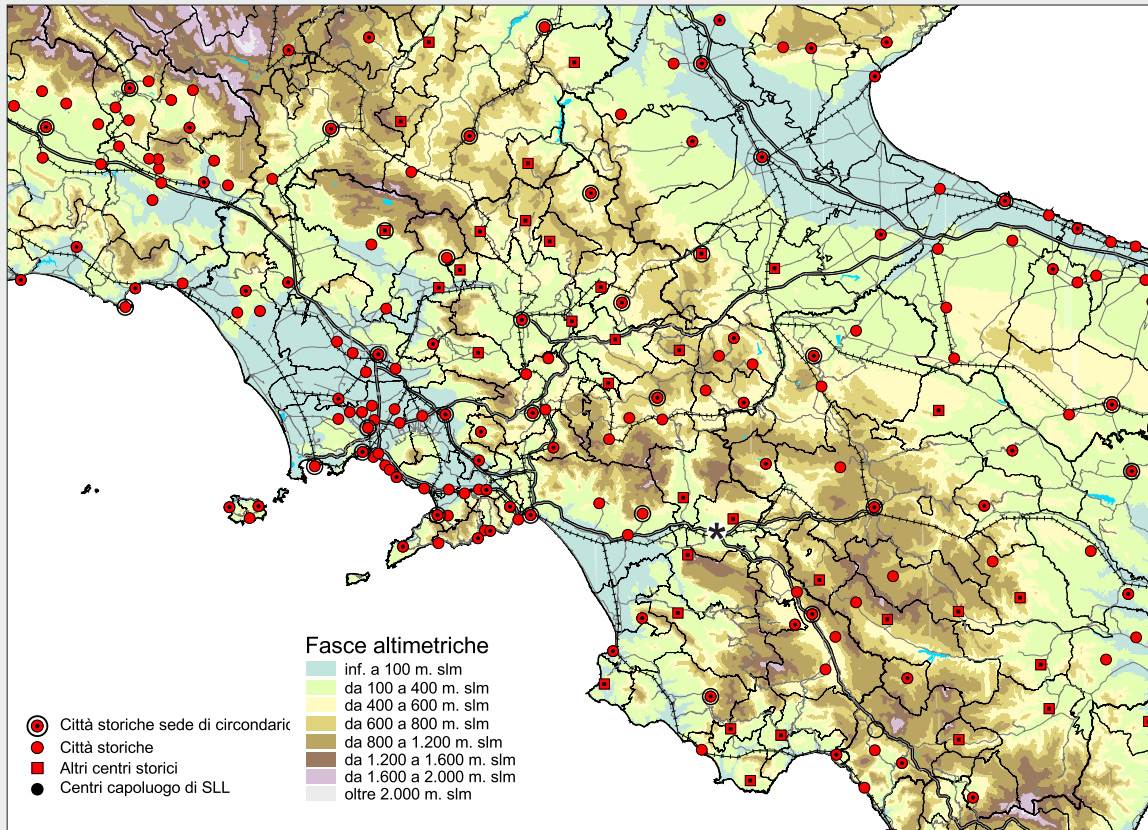 Fasce altimetriche
inf. a 100 m. slm
da 100 a 400 m. slm
da 400 a 600 m. slm
da 600 a 800 m. slm
da 800 a 1.200 m. slm
da 1.200 a 1.600 m. slm
da 1.600 a 2.000 m. slm
oltre 2.000 m. slm
Città storiche sede di circondaric
Città storiche
Altri centri storici
Centri capoluogo di SLL
*